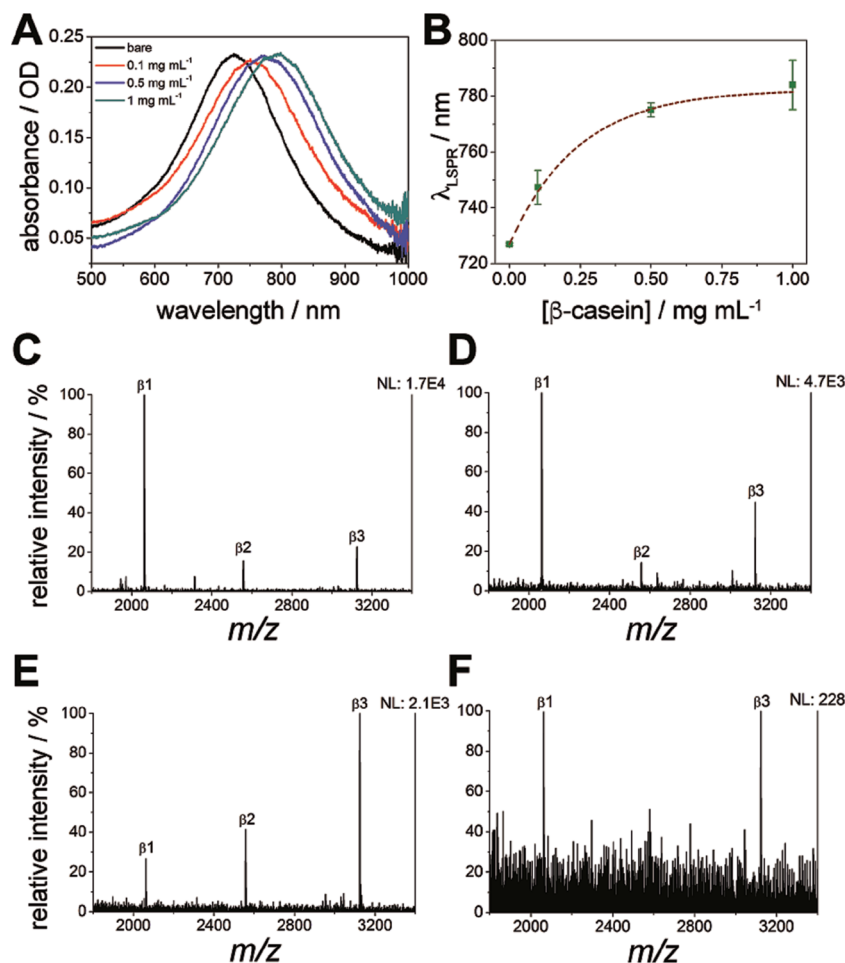 A
0.25
0.20
0.15
0.10
0.05
absorbance / OD
bare
0.1 mg mL⁻¹
0.5 mg mL⁻¹
1 mg mL⁻¹
500 600 700 800 900 1000
wavelength / nm
B
800
780
760
740
720
λLSPR / nm
0.00 0.25 0.50 0.75 1.00
[β-casein] / mg mL⁻¹
C
NL: 1.7E4
β1
β2
β3
100
80
60
40
20
0
relative intensity / %
2000 2400 2800 3200
m/z
D
NL: 4.7E3
β1
β2
β3
100
80
60
40
20
0
2000 2400 2800 3200
m/z
E
NL: 2.1E3
β1
β2
β3
100
80
60
40
20
0
relative intensity / %
2000 2400 2800 3200
m/z
F
NL: 228
β1
β3
100
80
60
40
20
0
2000 2400 2800 3200
m/z